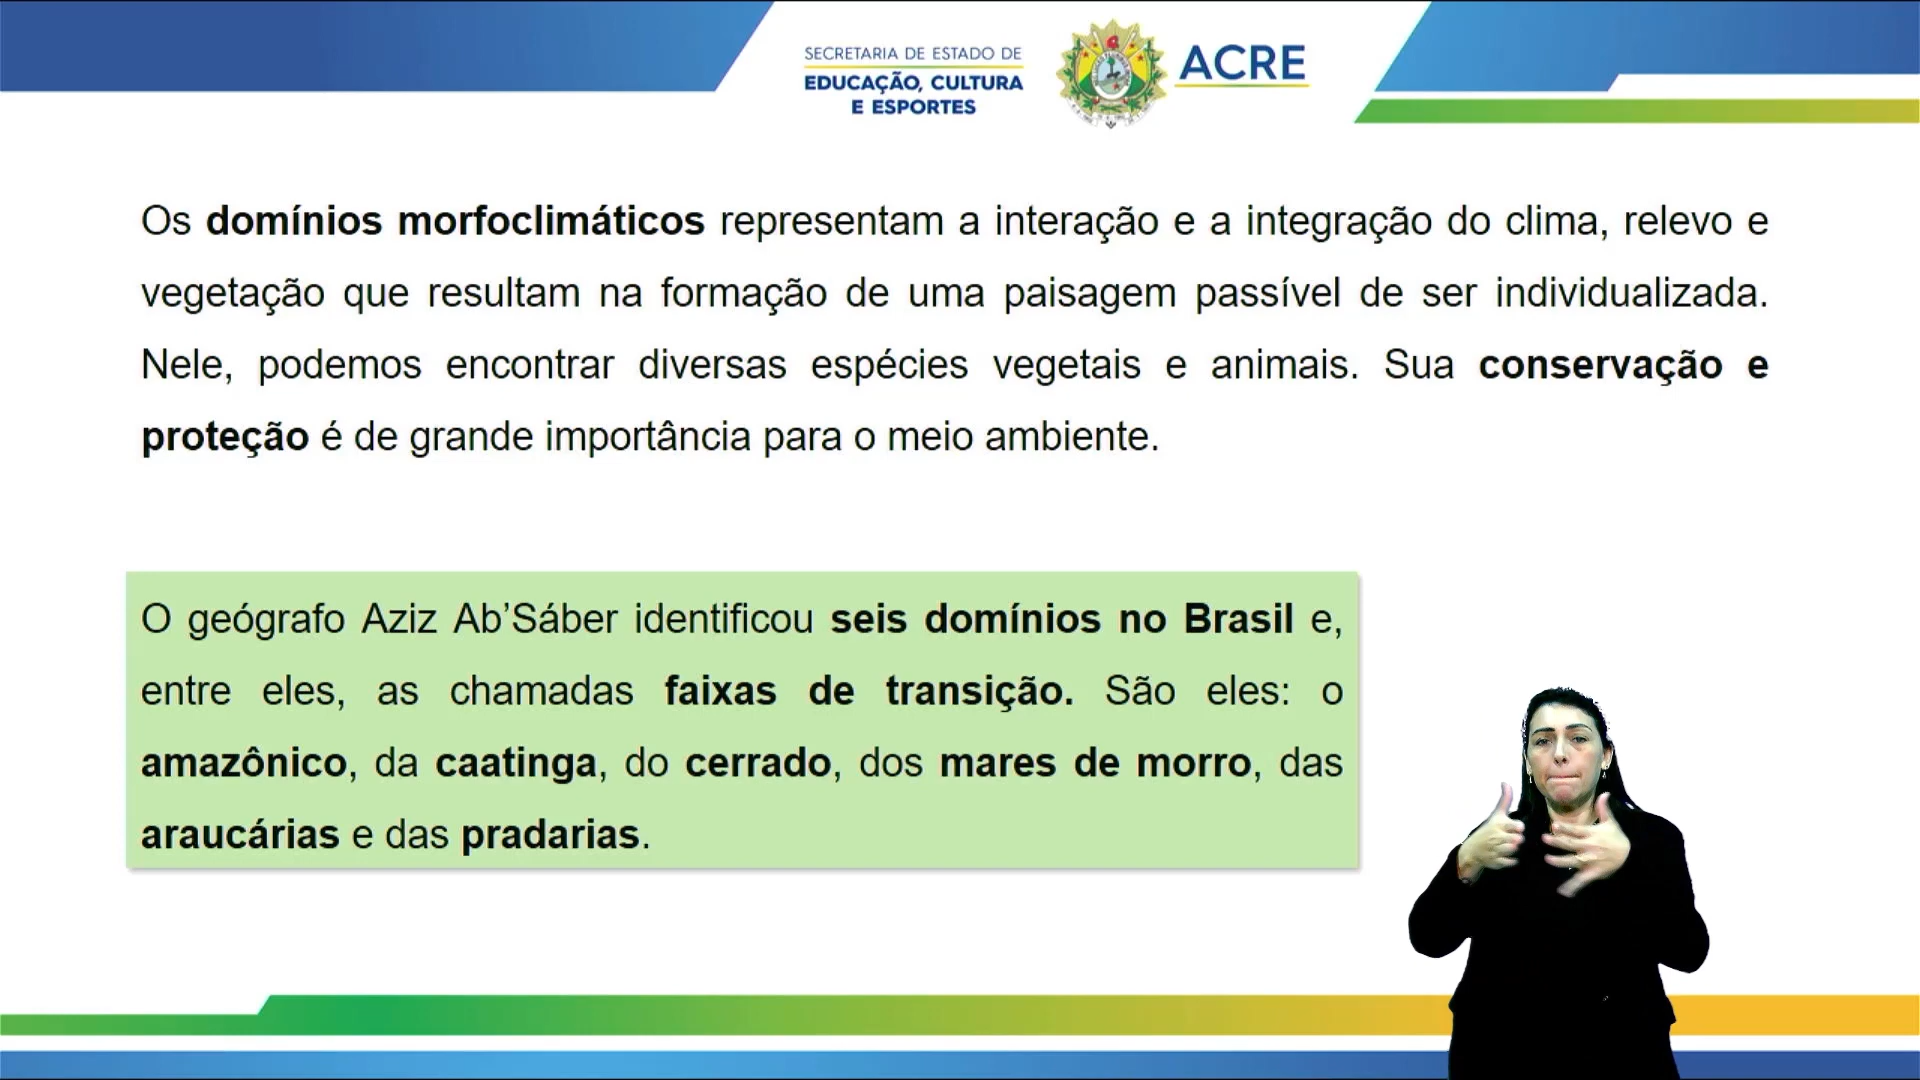 SECRETARIA DE ESTADO DE
EDUCAÇÃO, CULTURA
E ESPORTES
ACRE
Os domínios morfoclimáticos representam a interação e a integração do clima, relevo e
vegetação que resultam na formação de uma paisagem passível de ser individualizada.
Nele, podemos encontrar diversas espécies vegetais e animais. Sua conservação e
proteção é de grande importância para o meio ambiente.
O geógrafo Aziz Ab’Sáber identificou seis domínios no Brasil e,
entre eles, as chamadas faixas de transição. São eles: o
amazônico, da caatinga, do cerrado, dos mares de morro, das
araucárias e das pradarias.